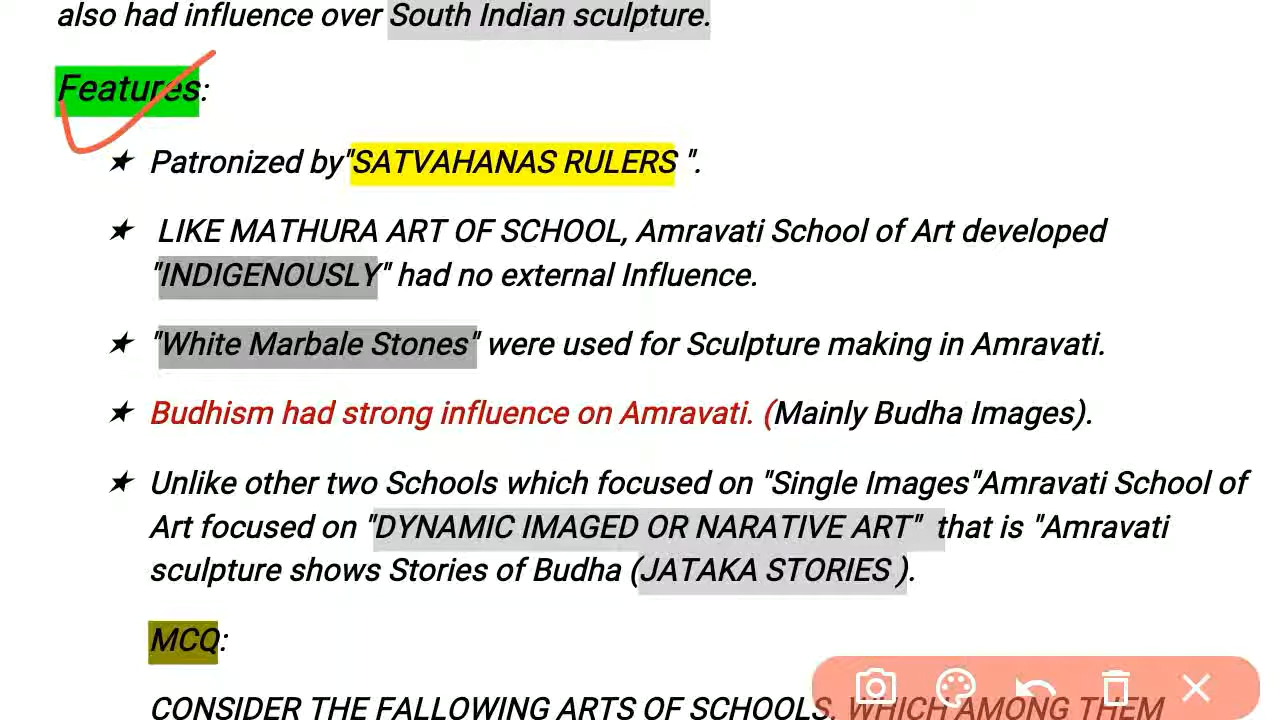 also had influence over South Indian sculpture.
Features:
★ Patronized by"SATVAHANAS RULERS ".
★ LIKE MATHURA ART OF SCHOOL, Amravati School of Art developed
"INDIGENOUSLY" had no external Influence.
★ "White Marbale Stones" were used for Sculpture making in Amravati.
★ Budhism had strong influence on Amravati. (Mainly Budha Images).
★ Unlike other two Schools which focused on "Single Images"Amravati School of
Art focused on "DYNAMIC IMAGED OR NARATIVE ART" that is "Amravati
sculpture shows Stories of Budha (JATAKA STORIES ).
MCQ:
CONSIDER THE FALLOWING ARTS OF SCHOOLS, WHICH AMONG THEM